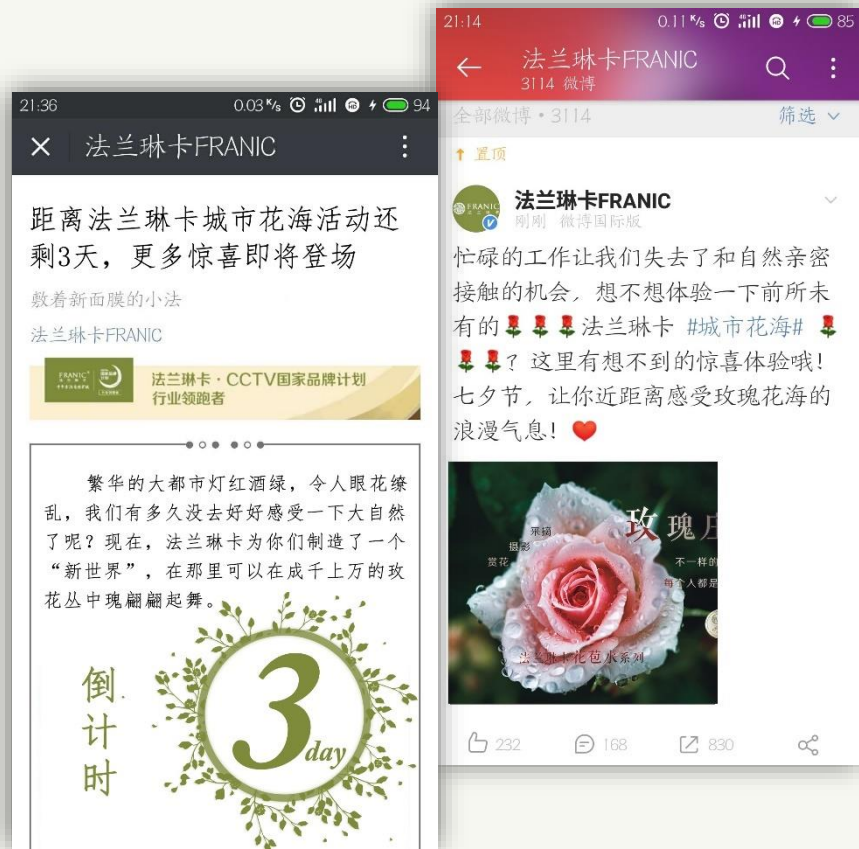 21:36
0.03 K/s
94
法兰琳卡FRANIC
距离法兰琳卡城市花海活动还
剩3天，更多惊喜即将登场
敷着新面膜的小法
法兰琳卡FRANIC
FRANIC
法兰琳卡·CCTV国家品牌计划
行业领跑者
繁华的大都市灯红酒绿，令人眼花缭
乱，我们有多久没去好好感受一下大自然
了呢？现在，法兰琳卡为你们制造了一个
“新世界”，在那里可以在成千上万的玫
花丛中瑰翩翩起舞。
倒计时
3
day
21:14
0.11 K/s
85
法兰琳卡FRANIC
3114 微博
全部微博·3114
筛选
置顶
FRANIC
法兰琳卡FRANIC
刚刚 微博国际版
忙碌的工作让我们失去了和自然亲密
接触的机会，想不想体验一下前所未
有的🌹🌹🌹法兰琳卡 #城市花海# 🌹
🌹🌹？这里有想不到的惊喜体验哦！
七夕节，让你近距离感受玫瑰花海的
浪漫气息！❤️
玫瑰庄
采摘
摄影
赏花
不一样的
每个人都是
法兰琳卡花苞水系列
232
168
830